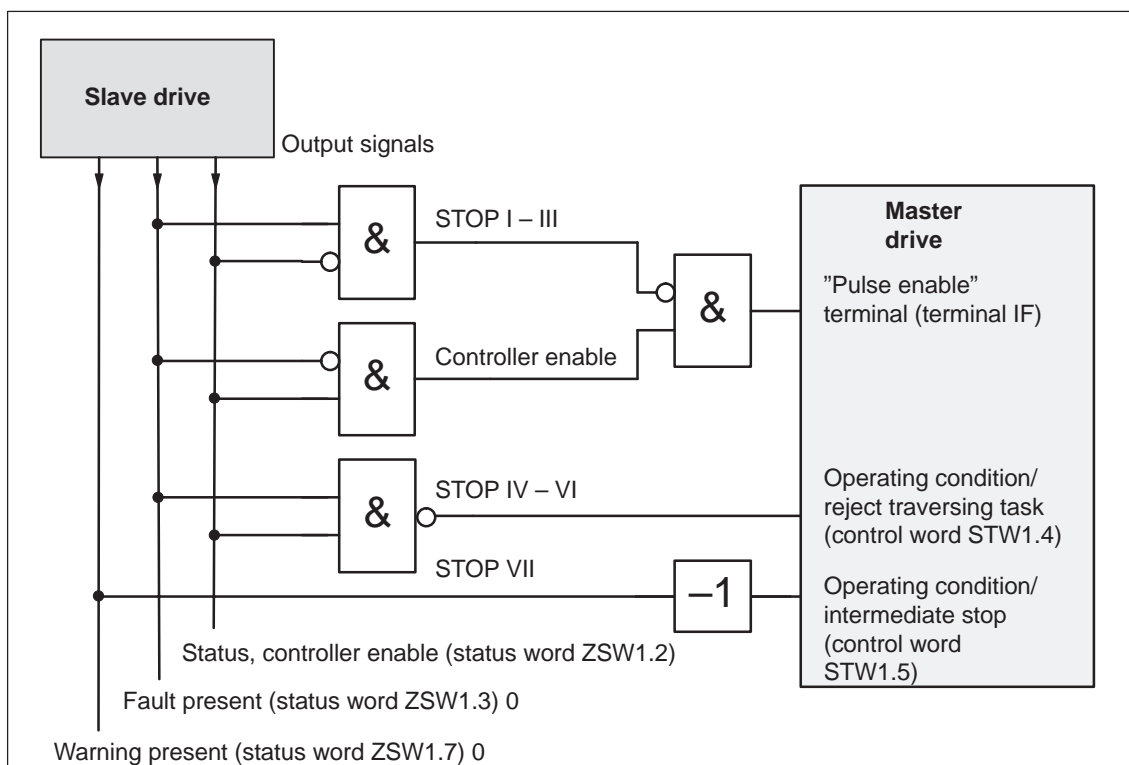 Slave drive
Output signals
&
STOP I – III
&
Controller enable
&
Master
drive
”Pulse enable”
terminal (terminal IF)
&
STOP IV – VI
Operating condition/
reject traversing task
(control word STW1.4)
STOP VII
–1
Operating condition/
intermediate stop
(control word
STW1.5)
Status, controller enable (status word ZSW1.2)
Fault present (status word ZSW1.3) 0
Warning present (status word ZSW1.7) 0